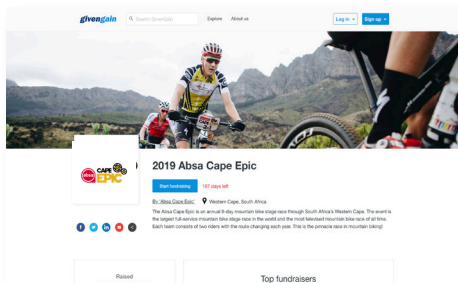 givengain
Search GivenGain
Explore
About us
Log in
Sign up
absa
CAPE
EPIC
2019 Absa Cape Epic
Start fundraising
197 days left
By 'Absa Cape Epic'
Western Cape, South Africa
The Absa Cape Epic is an annual 8-day mountain bike stage race through South Africa's Western Cape. The event is
the largest full-service mountain bike stage race in the world and the most televised mountain bike race of all time.
Each team consists of two riders with the route changing each year. This is the pinnacle race in mountain biking!
Raised
Top fundraisers